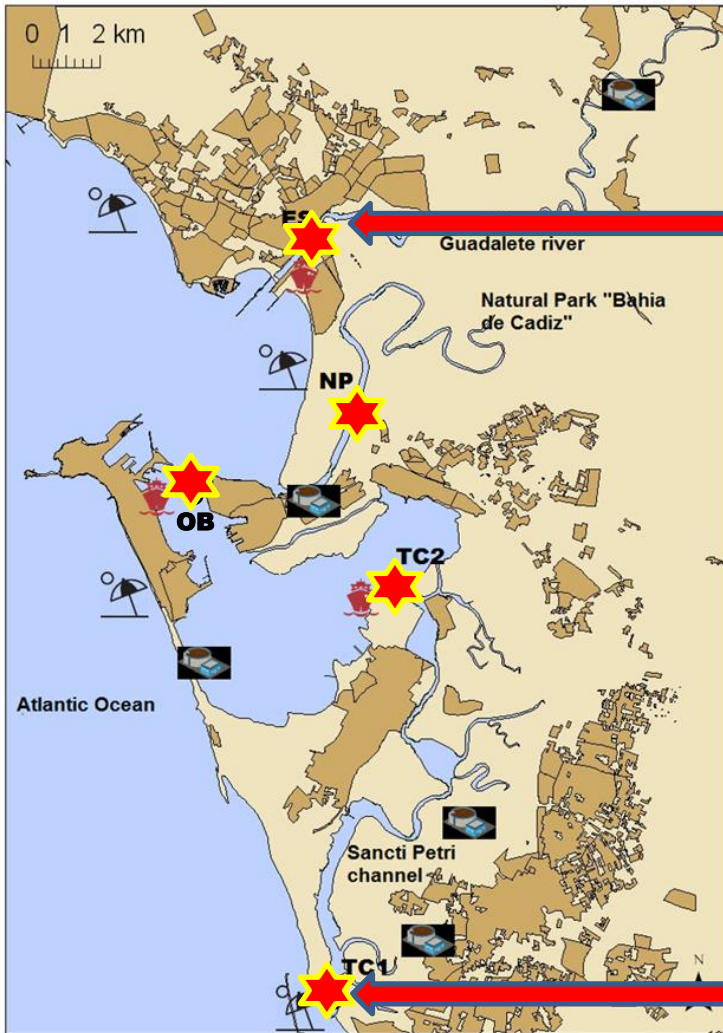 0 1 2 km
ES
Guadalete river
Natural Park "Bahia
de Cadiz"
NP
OB
TC2
Atlantic Ocean
Sancti Petri
channel
TC1
N